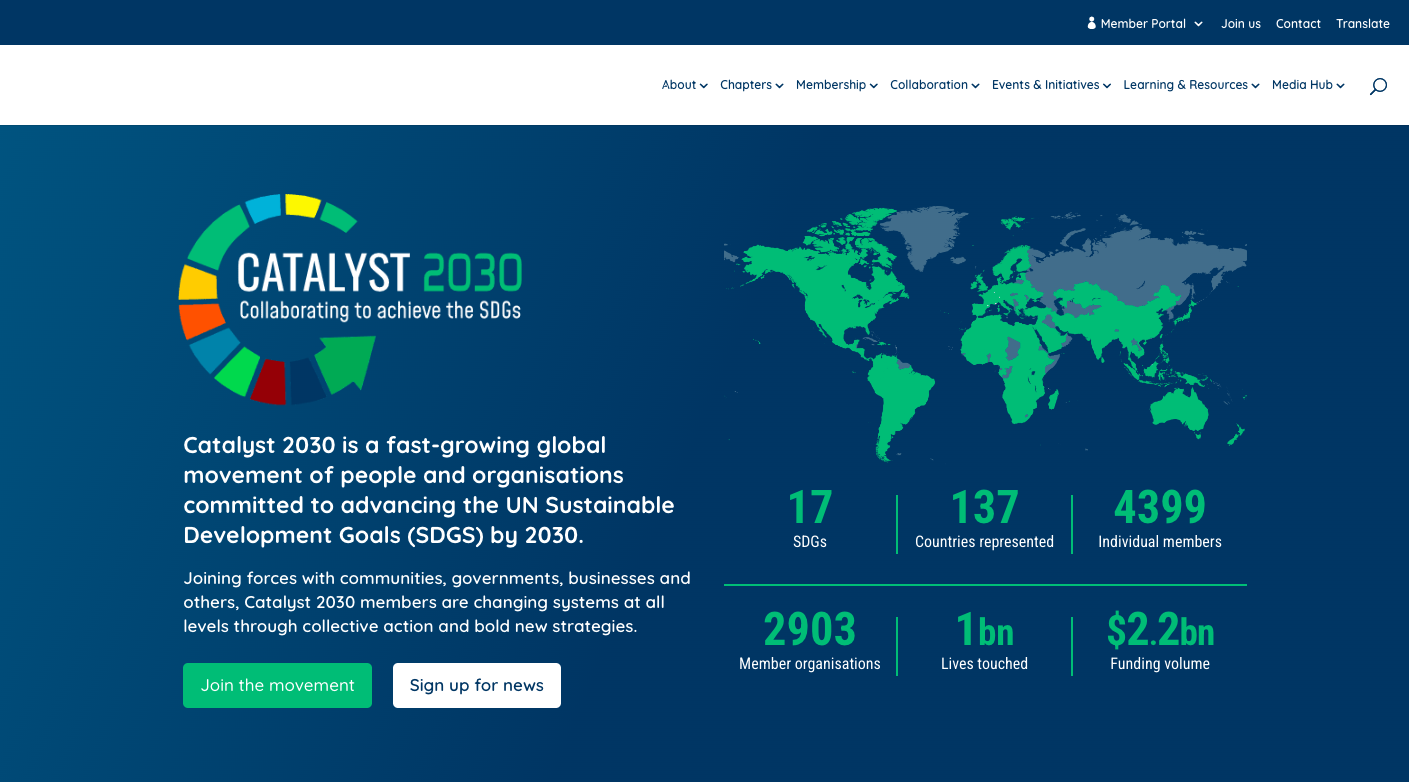 Member Portal Join us Contact Translate
About Chapters Membership Collaboration Events & Initiatives Learning & Resources Media Hub
CATALYST 2030
Collaborating to achieve the SDGs
Catalyst 2030 is a fast-growing global
movement of people and organisations
committed to advancing the UN Sustainable
Development Goals (SDGS) by 2030.
Joining forces with communities, governments, businesses and
others, Catalyst 2030 members are changing systems at all
levels through collective action and bold new strategies.
Join the movement Sign up for news
17 137 4399
SDGs Countries represented Individual members
2903 1bn $2.2bn
Member organisations Lives touched Funding volume